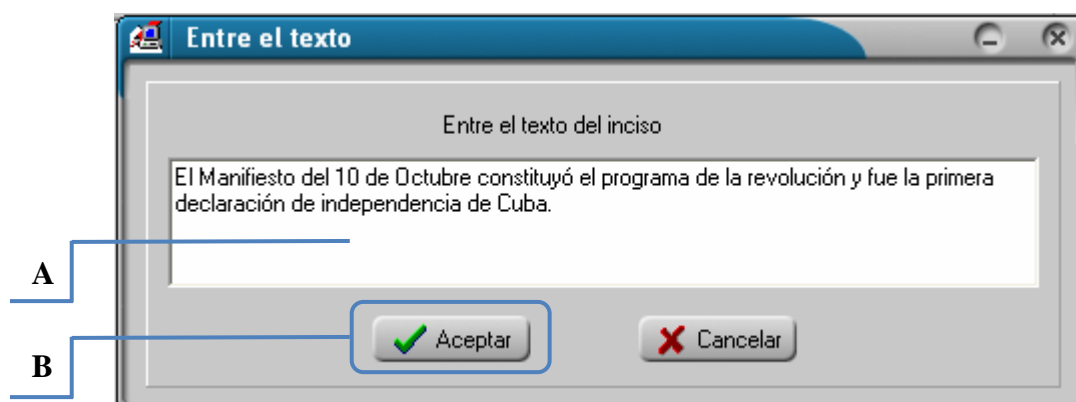 Entre el texto
Entre el texto del inciso
El Manifiesto del 10 de Octubre constituyó el programa de la revolución y fue la primera
declaración de independencia de Cuba.
A
Aceptar
Cancelar
B